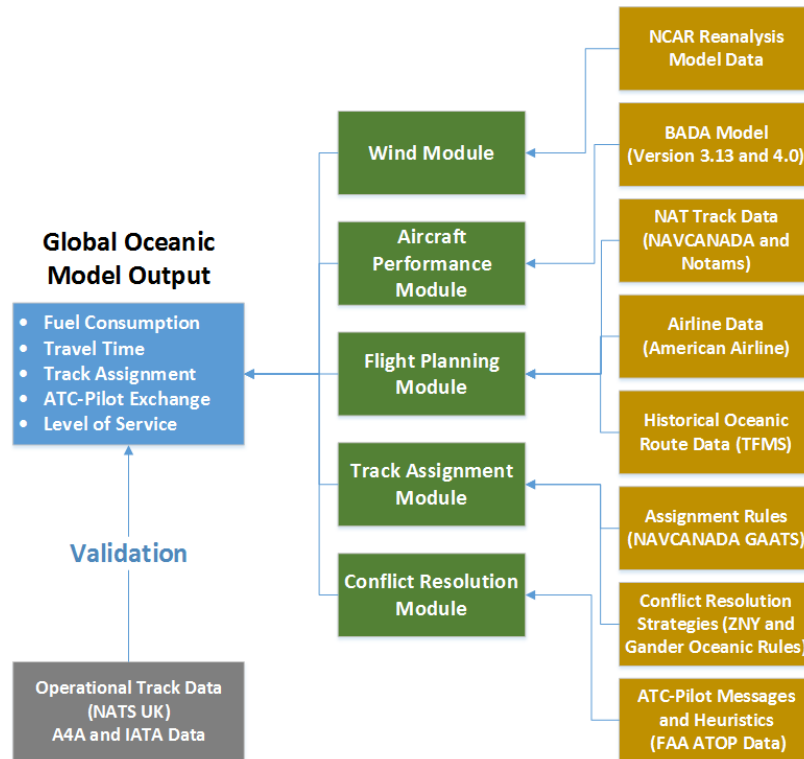 Global Oceanic
Model Output
• Fuel Consumption
• Travel Time
• Track Assignment
• ATC-Pilot Exchange
• Level of Service
Validation
Operational Track Data
(NATS UK)
A4A and IATA Data
Wind Module
Aircraft
Performance
Module
Flight Planning
Module
Track Assignment
Module
Conflict Resolution
Module
NCAR Reanalysis
Model Data
BADA Model
(Version 3.13 and 4.0)
NAT Track Data
(NAVCANADA and
Notams)
Airline Data
(American Airline)
Historical Oceanic
Route Data (TFMS)
Assignment Rules
(NAVCANADA GAATS)
Conflict Resolution
Strategies (ZNY and
Gander Oceanic Rules)
ATC-Pilot Messages
and Heuristics
(FAA ATOP Data)